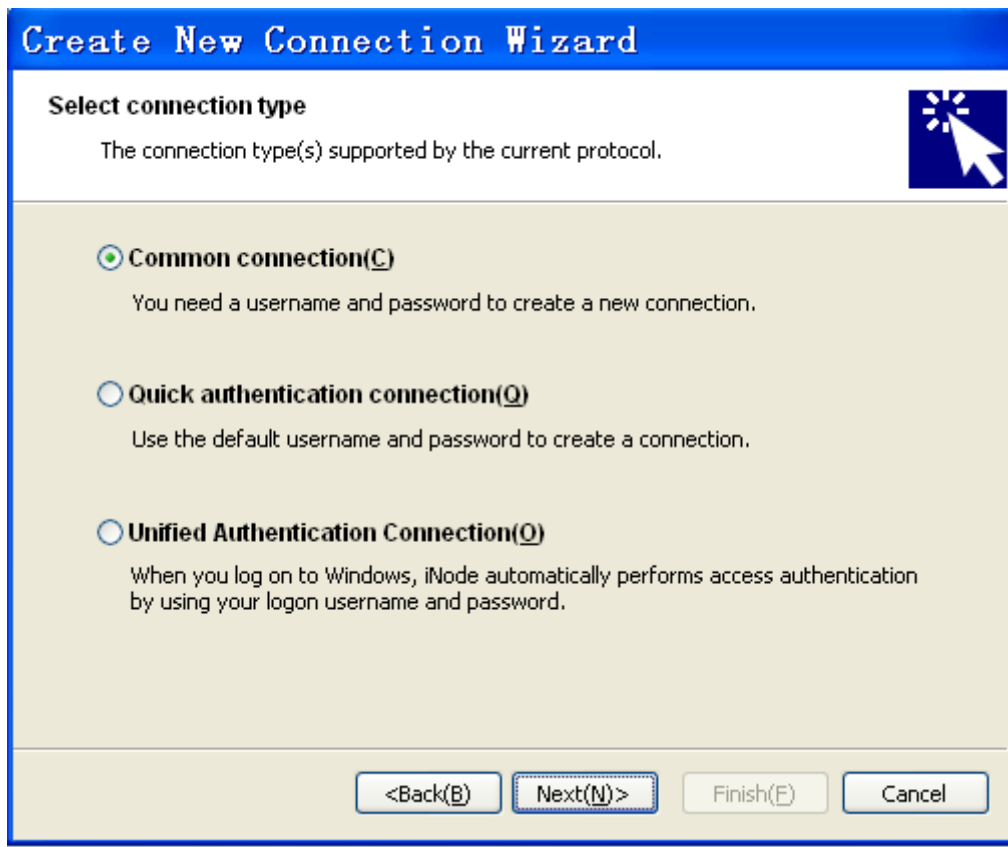 Create New Connection Wizard
Select connection type
The connection type(s) supported by the current protocol.
Common connection(C)
You need a username and password to create a new connection.
Quick authentication connection(Q)
Use the default username and password to create a connection.
Unified Authentication Connection(O)
When you log on to Windows, iNode automatically performs access authentication
by using your logon username and password.
<Back(B) Next(N)> Finish(F) Cancel